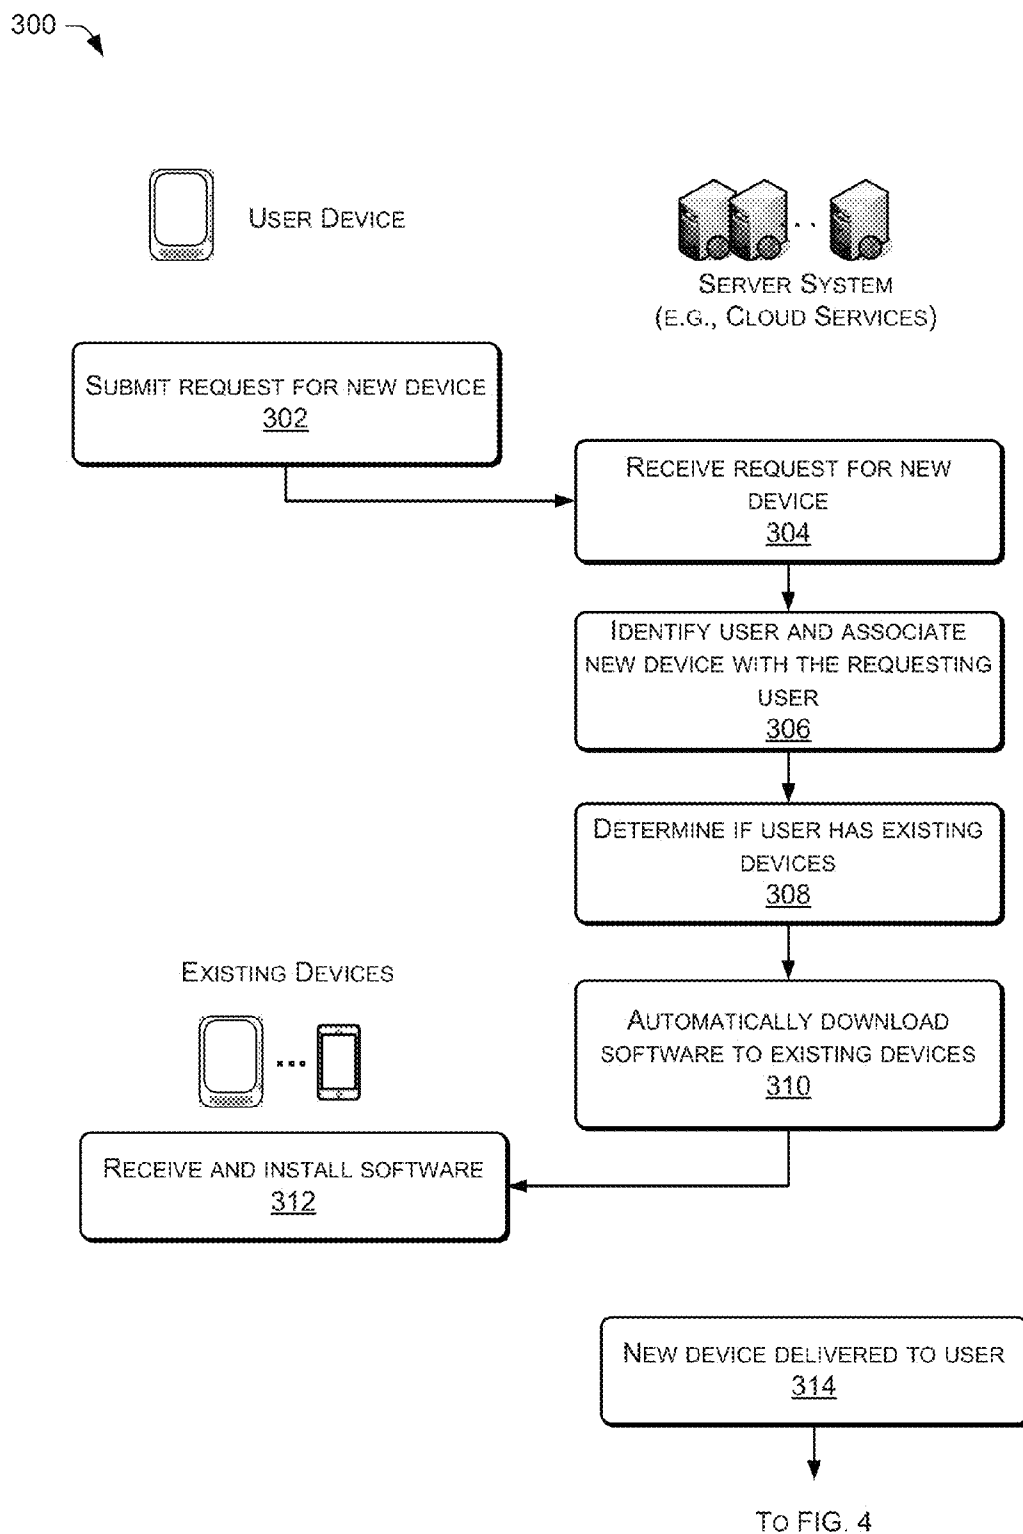 300
User Device
Server System
(e.g., Cloud Services)
Submit request for new device
302
Receive request for new
device
304
Identify user and associate
new device with the requesting
user
306
Determine if user has existing
devices
308
Existing Devices
Automatically download
software to existing devices
310
Receive and install software
312
New device delivered to user
314
To FIG. 4